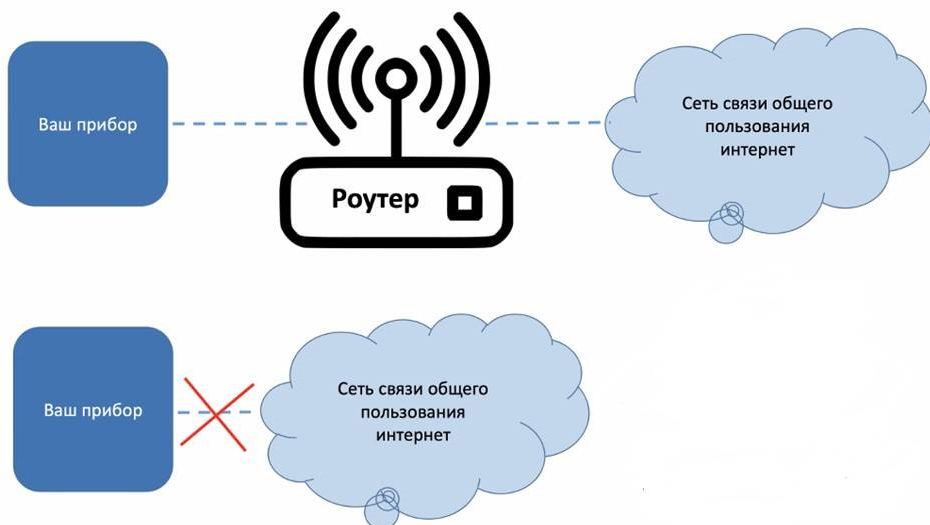 Ваш прибор
Роутер
Сеть связи общего
пользования
интернет
Ваш прибор
Сеть связи общего
пользования
интернет